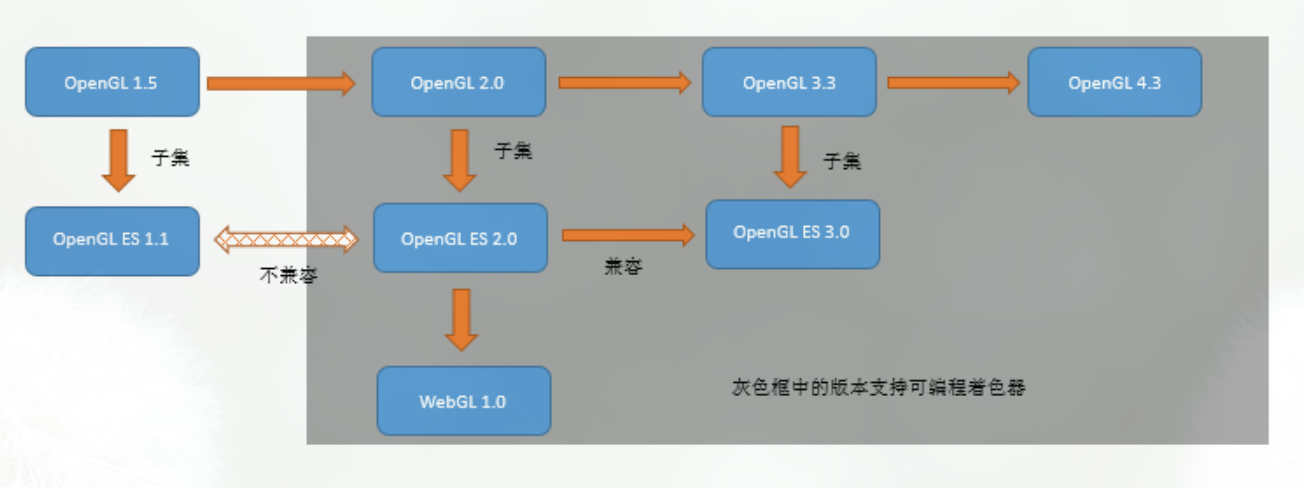 OpenGL 1.5
OpenGL 2.0
OpenGL 3.3
OpenGL 4.3
子集
子集
子集
OpenGL ES 1.1
OpenGL ES 2.0
OpenGL ES 3.0
不兼容
兼容
WebGL 1.0
灰色框中的版本支持可编程着色器